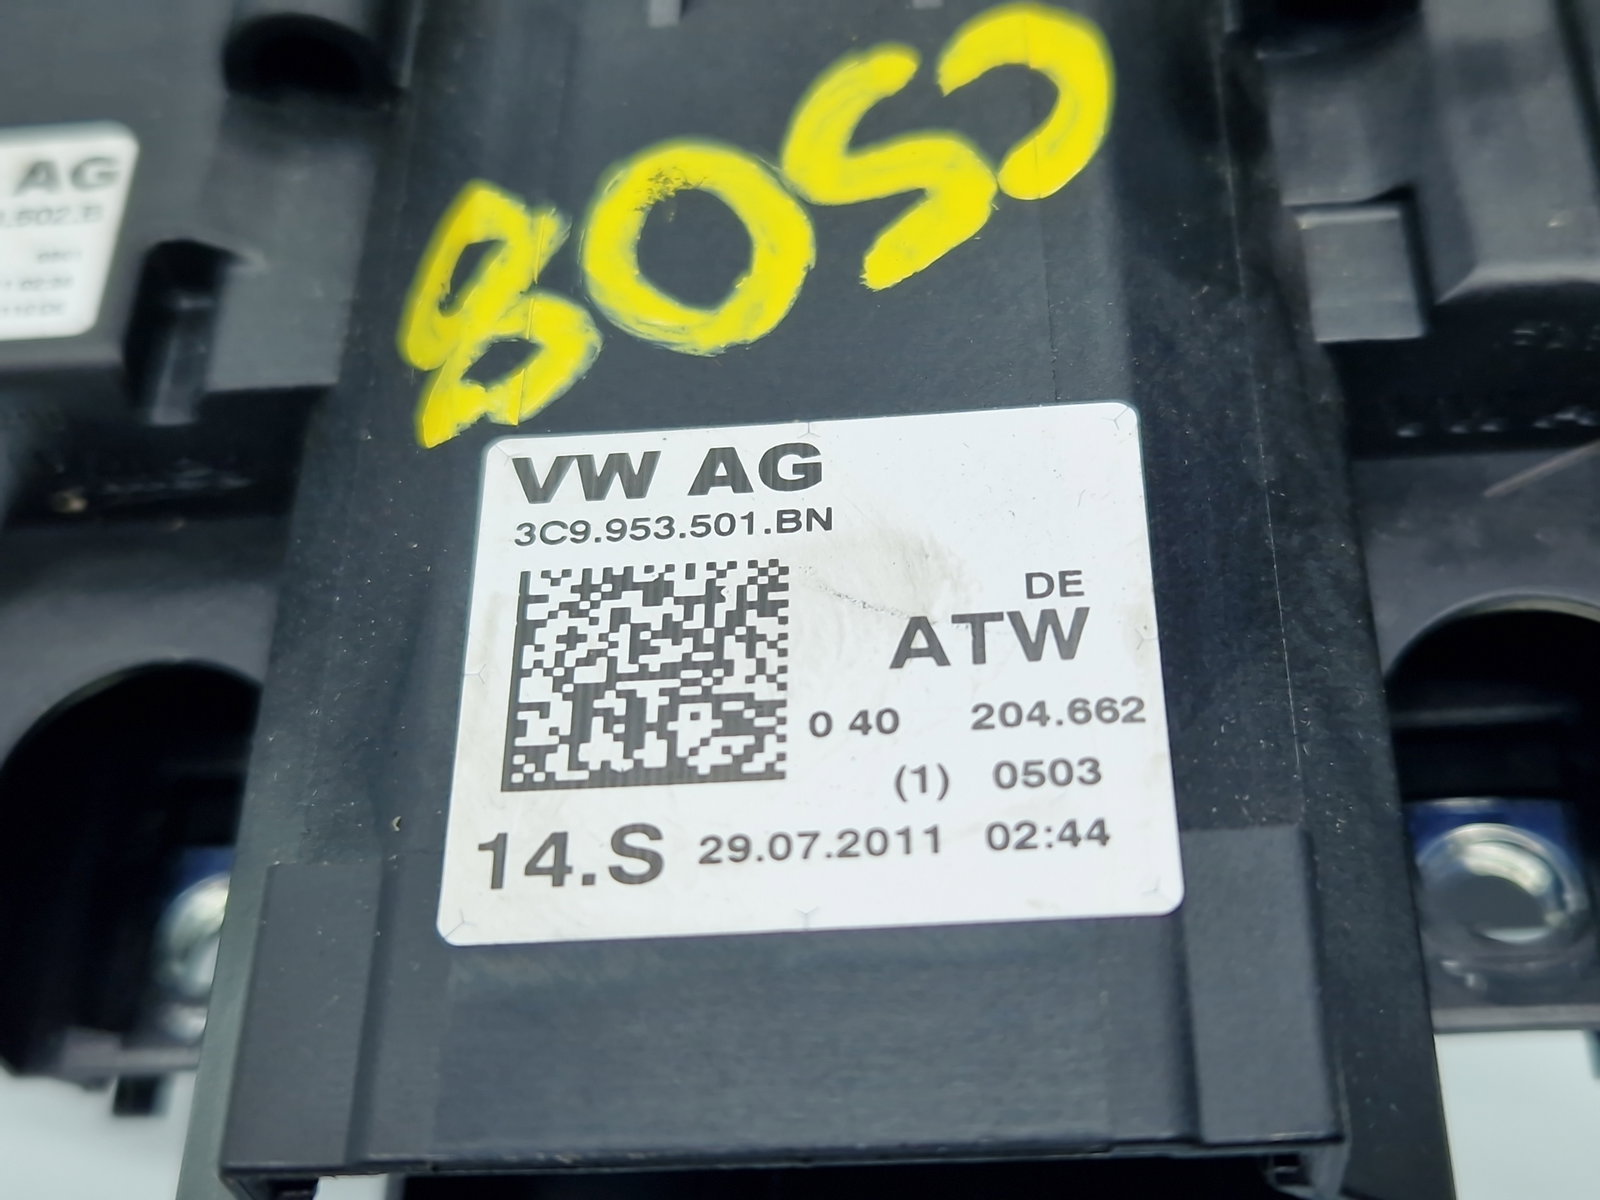 8053
VW AG
3C9.953.501.BN
DE
ATW
0 40 204.662
(1) 0503
14.S 29.07.2011 02:44
AG